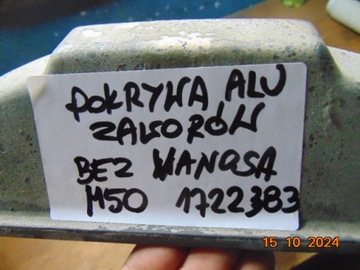 POKRYWA ALU
ZAWORÓW
BEZ VANOSA
M50 1722383
15 10 2024